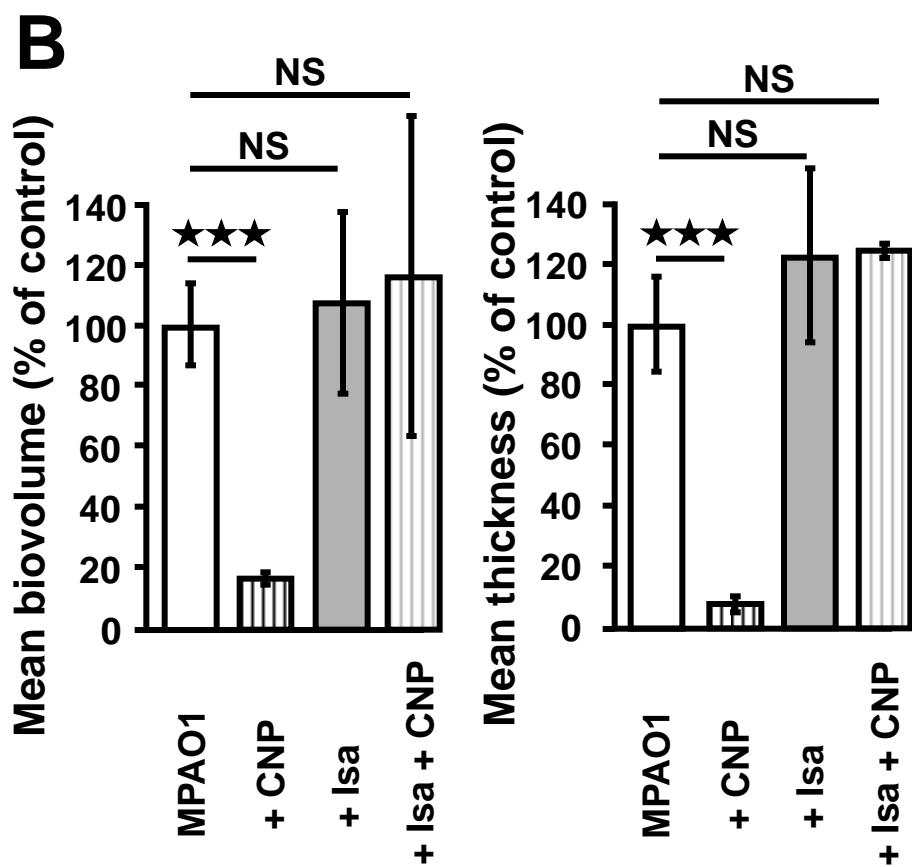 B
Mean biovolume (% of control)
NS
NS
★★★
140
120
100
80
60
40
20
0
MPAO1
+ CNP
+ Isa
+ Isa + CNP
Mean thickness (% of control)
NS
NS
★★★
140
120
100
80
60
40
20
0
MPAO1
+ CNP
+ Isa
+ Isa + CNP